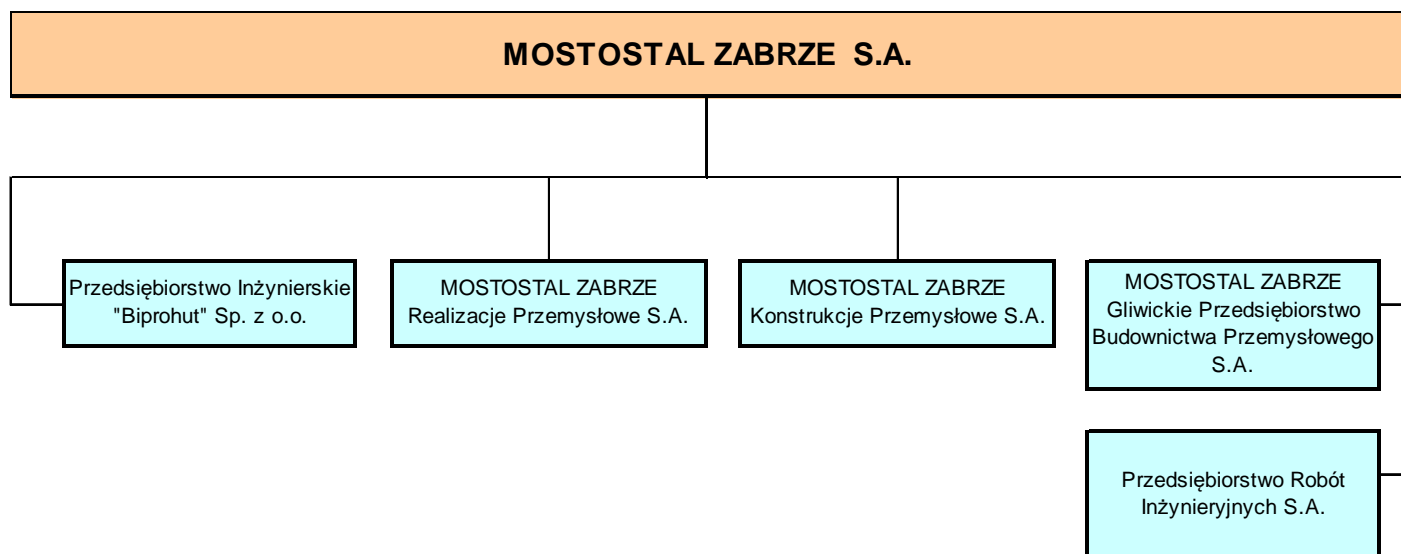 MOSTOSTAL ZABRZE S.A.
Przedsiębiorstwo Inżynierskie
"Biprohut" Sp. z o.o.
MOSTOSTAL ZABRZE
Realizacje Przemysłowe S.A.
MOSTOSTAL ZABRZE
Konstrukcje Przemysłowe S.A.
MOSTOSTAL ZABRZE
Gliwickie Przedsiębiorstwo
Budownictwa Przemysłowego
S.A.
Przedsiębiorstwo Robót
Inżynieryjnych S.A.